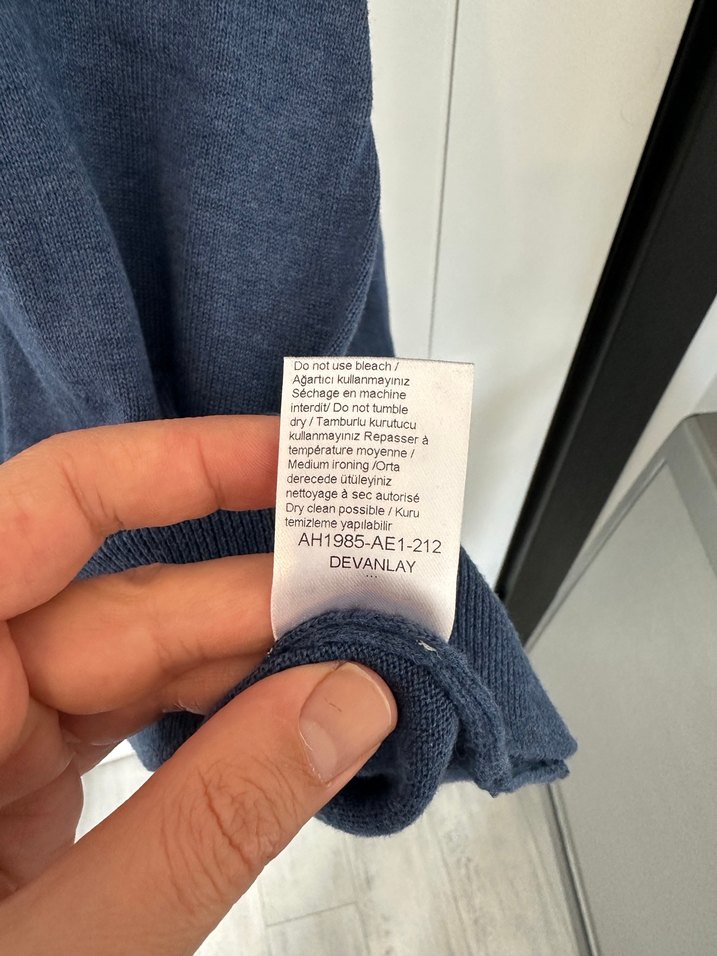 Do not use bleach /
Ağartıcı kullanmayınız
Séchage en machine
interdit/ Do not tumble
dry / Tamburlu kurutucu
kullanmayınız Repasser à
température moyenne /
Medium ironing /Orta
derecede ütüleyiniz
nettoyage à sec autorisé
Dry clean possible / Kuru
temizleme yapılabilir
AH1985-AE1-212
DEVANLAY
...